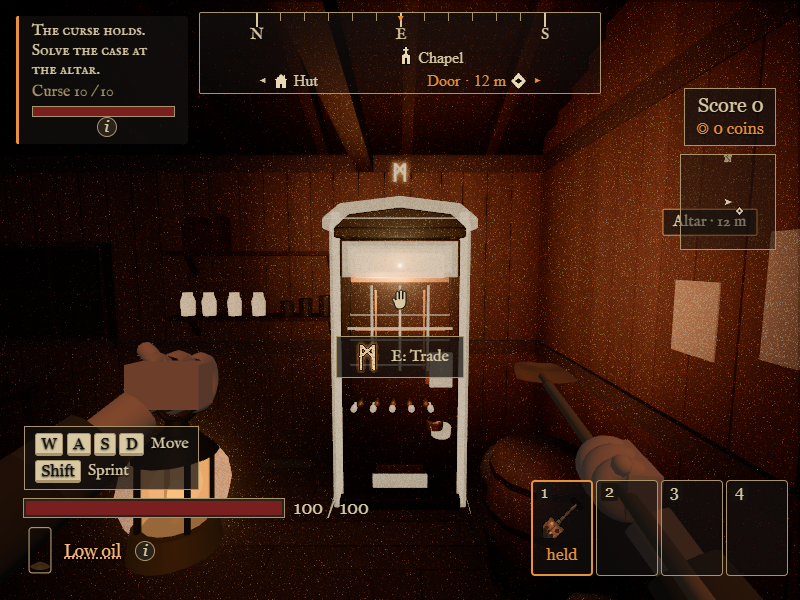 The curse holds.
Solve the case at
the altar.
Curse 10/10
i
N E S
Chapel
Hut
Door · 12 m
Score 0
0 coins
N
Altar · 12 m
E: Trade
W A S D Move
Shift Sprint
100 / 100
Low oil i
1 2 3 4
held